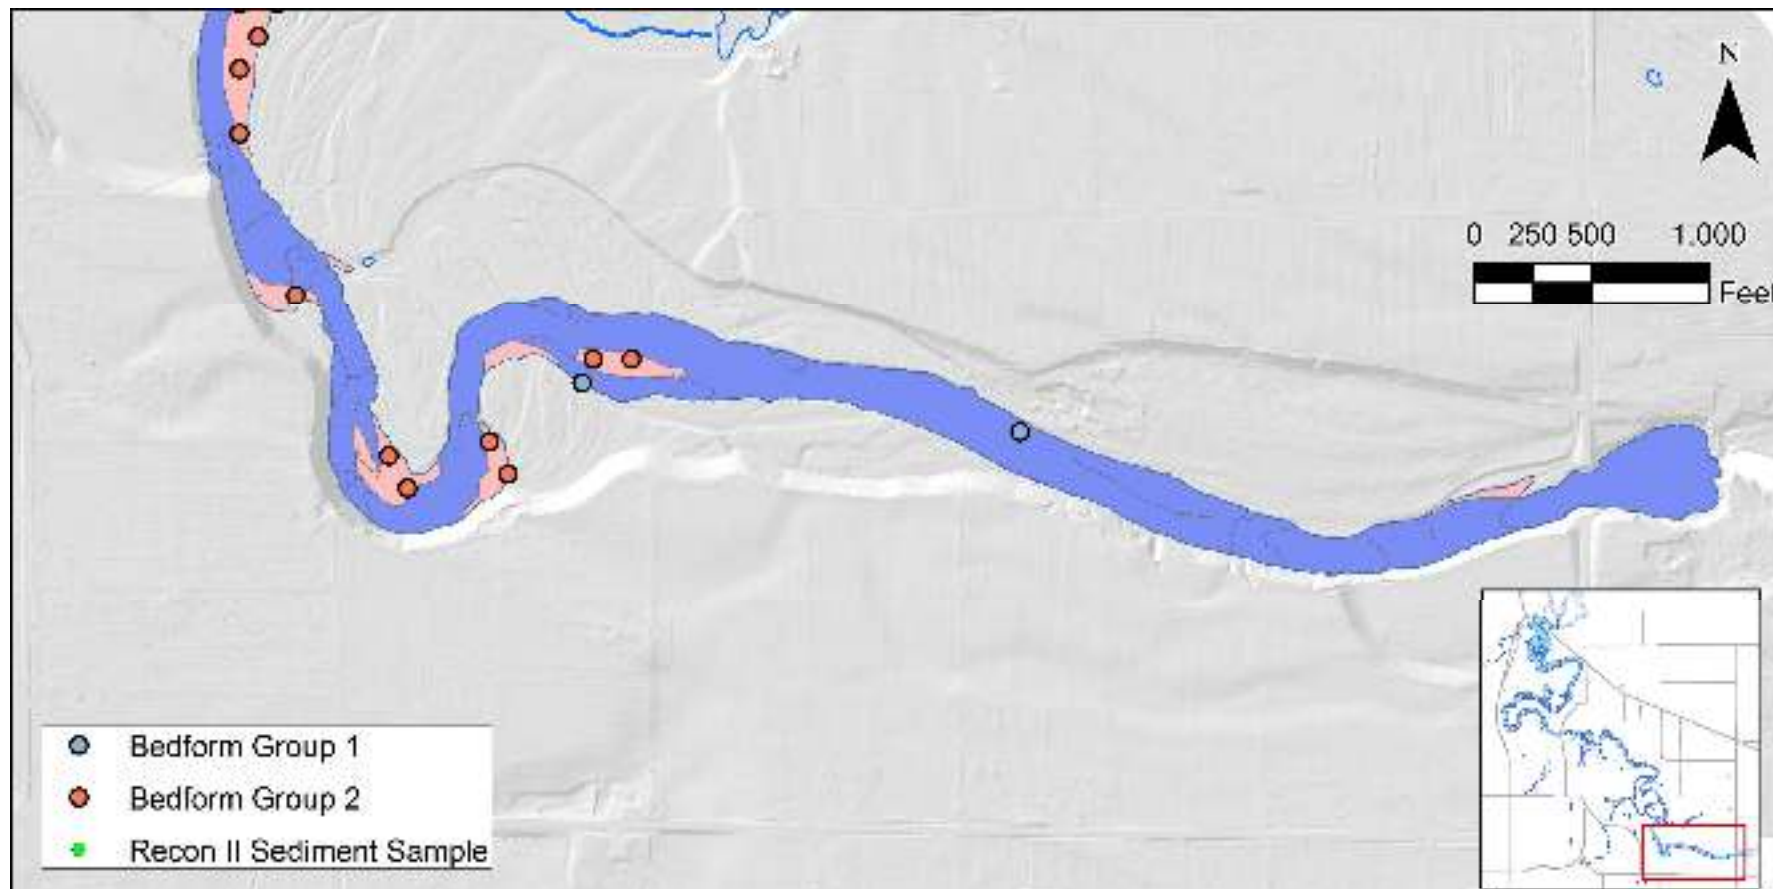 N
0 250 500 1.000
Feet
Bedform Group 1
Bedform Group 2
Recon II Sediment Sample